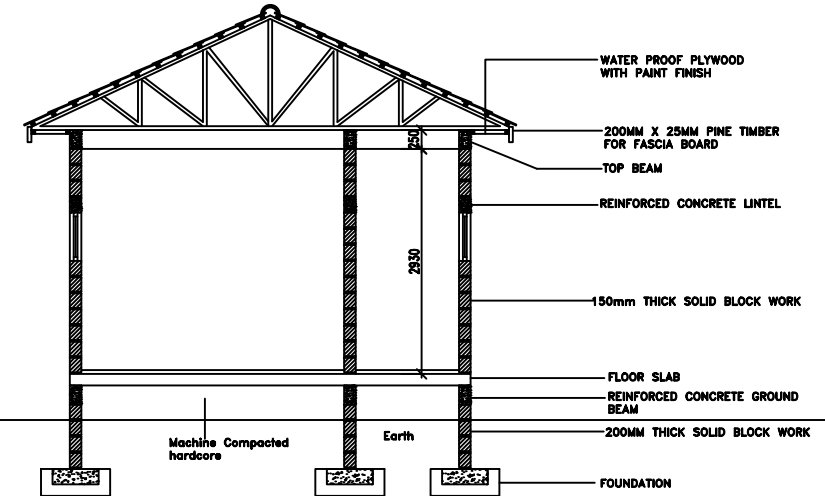 WATER PROOF PLYWOOD
WITH PAINT FINISH
200MM X 25MM PINE TIMBER
FOR FASCIA BOARD
250
TOP BEAM
REINFORCED CONCRETE LINTEL
2930
150mm THICK SOLID BLOCK WORK
FLOOR SLAB
REINFORCED CONCRETE GROUND
BEAM
Earth
200MM THICK SOLID BLOCK WORK
Machine Compacted
hardcore
FOUNDATION